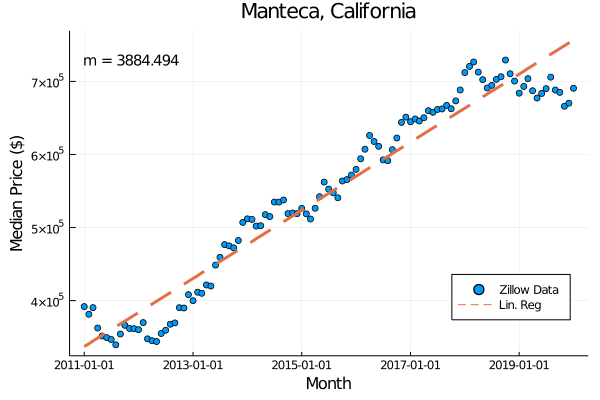 Manteca, California
m = 3884.494
7×10⁵
6×10⁵
5×10⁵
4×10⁵
Median Price ($)
Zillow Data
Lin. Reg
2011-01-01 2013-01-01 2015-01-01 2017-01-01 2019-01-01
Month